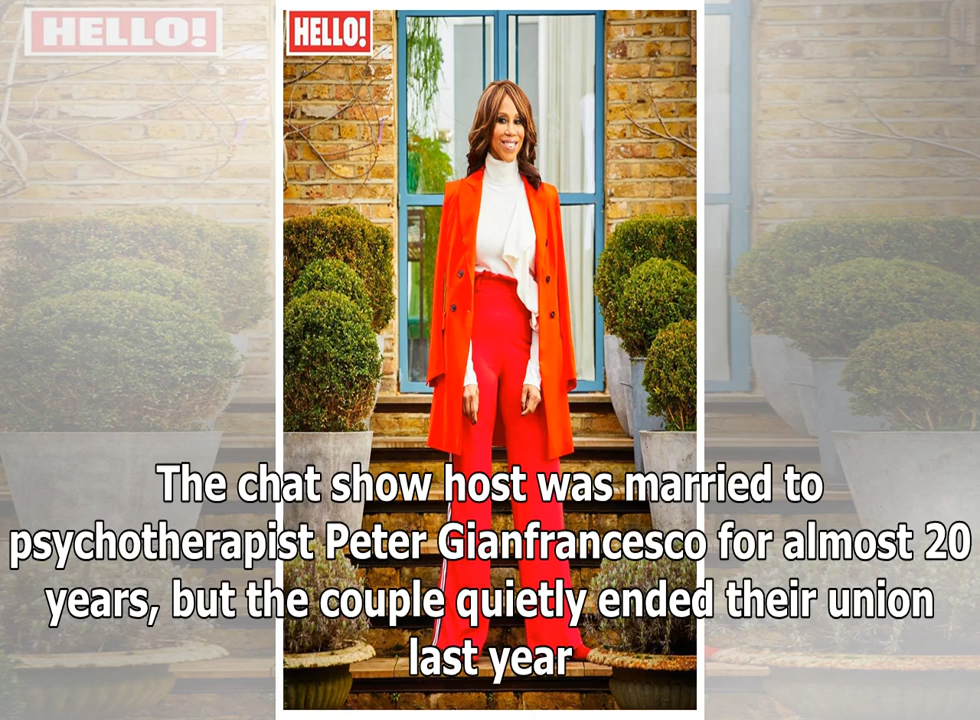 HELLO!
HELLO!
The chat show host was married to
psychotherapist Peter Gianfrancesco for almost 20
years, but the couple quietly ended their union
last year